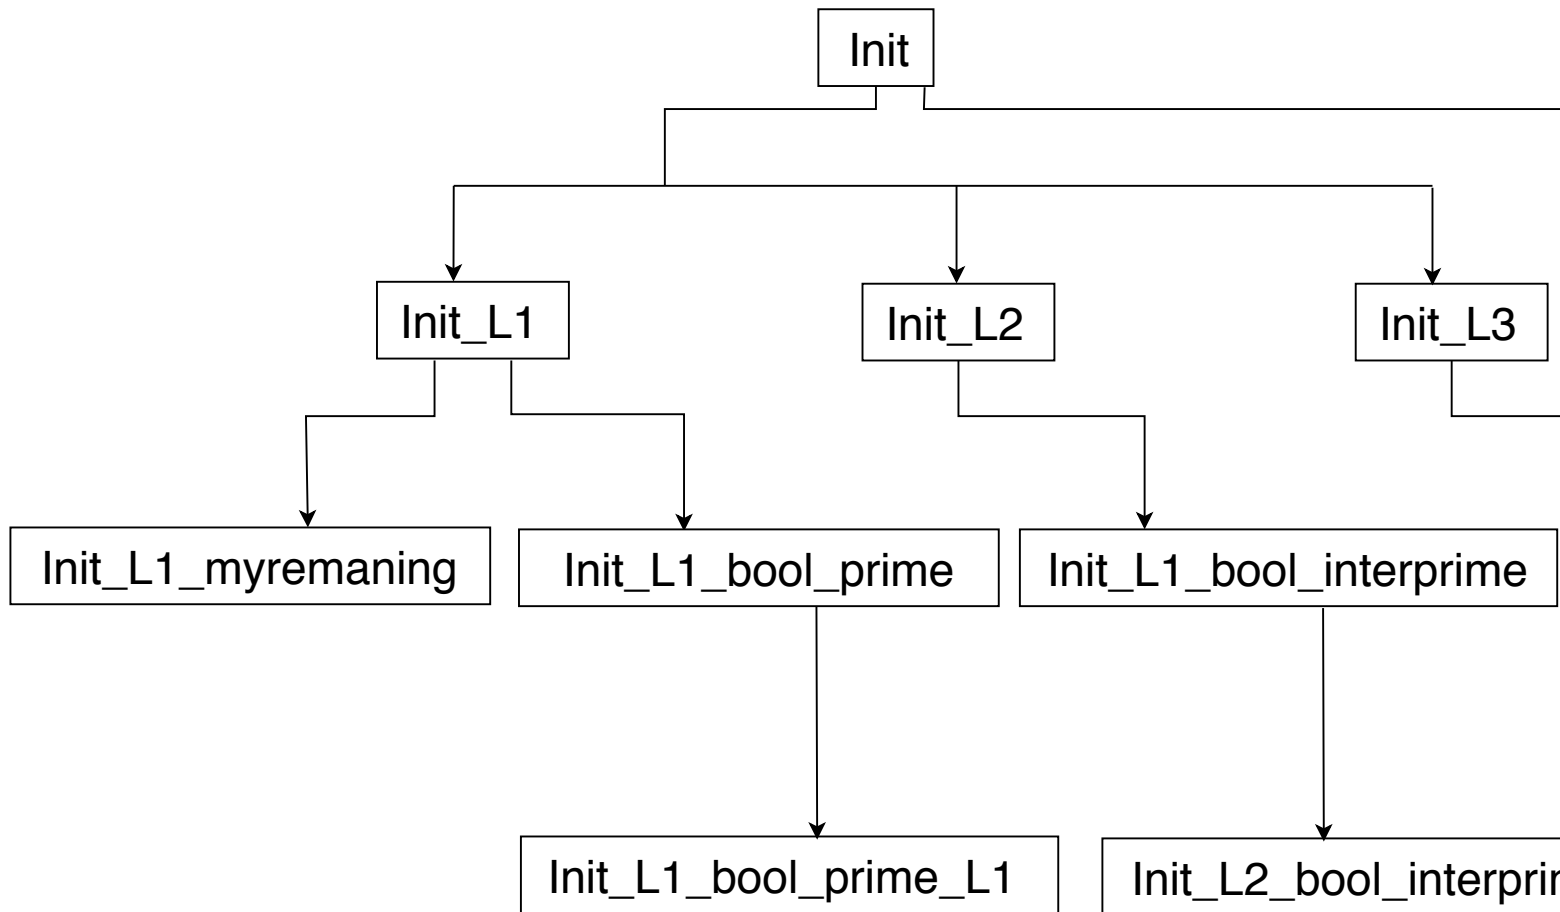 Init
Init_L1
Init_L2
Init_L3
Init_L1_myremaning
Init_L1_bool_prime
Init_L1_bool_interprime
Init_L1_bool_prime_L1